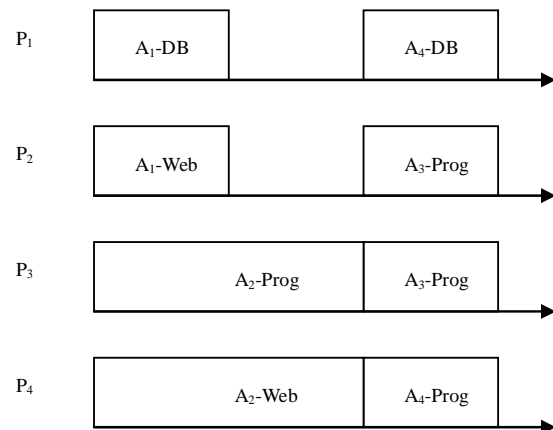 P₁ A₁-DB A₄-DB
P₂ A₁-Web A₃-Prog
P₃ A₂-Prog A₃-Prog
P₄ A₂-Web A₄-Prog